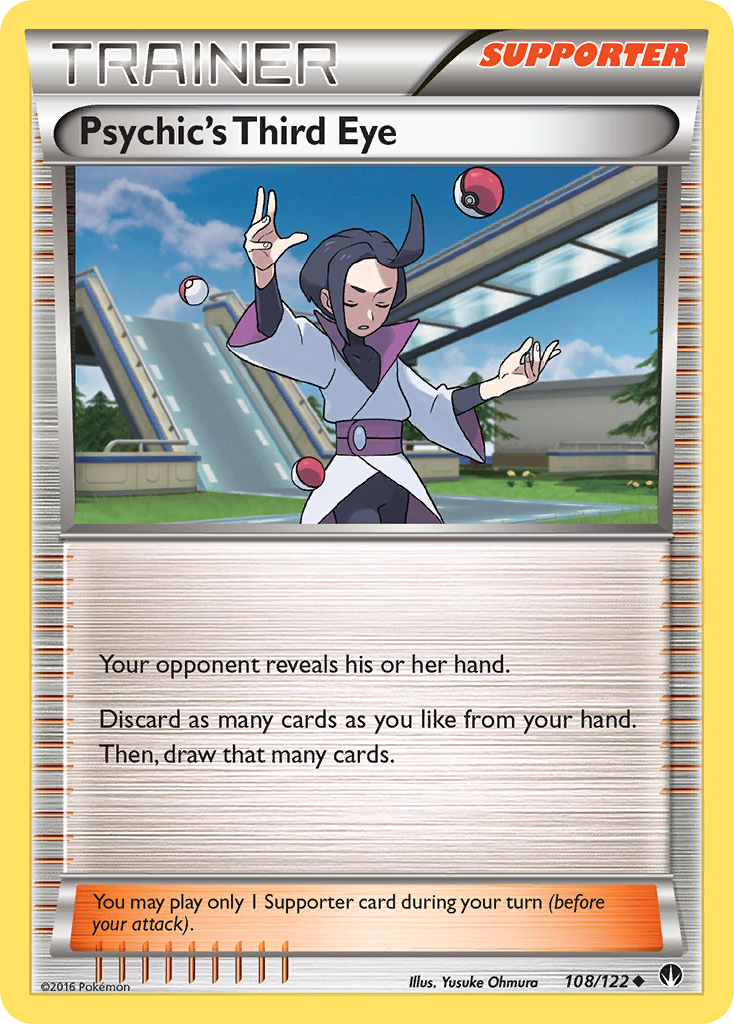 TRAINER
SUPPORTER
Psychic's Third Eye
Your opponent reveals his or her hand.
Discard as many cards as you like from your hand.
Then, draw that many cards.
You may play only 1 Supporter card during your turn (before
your attack).
©2016 Pokémon
Illus. Yusuke Ohmura
108/122